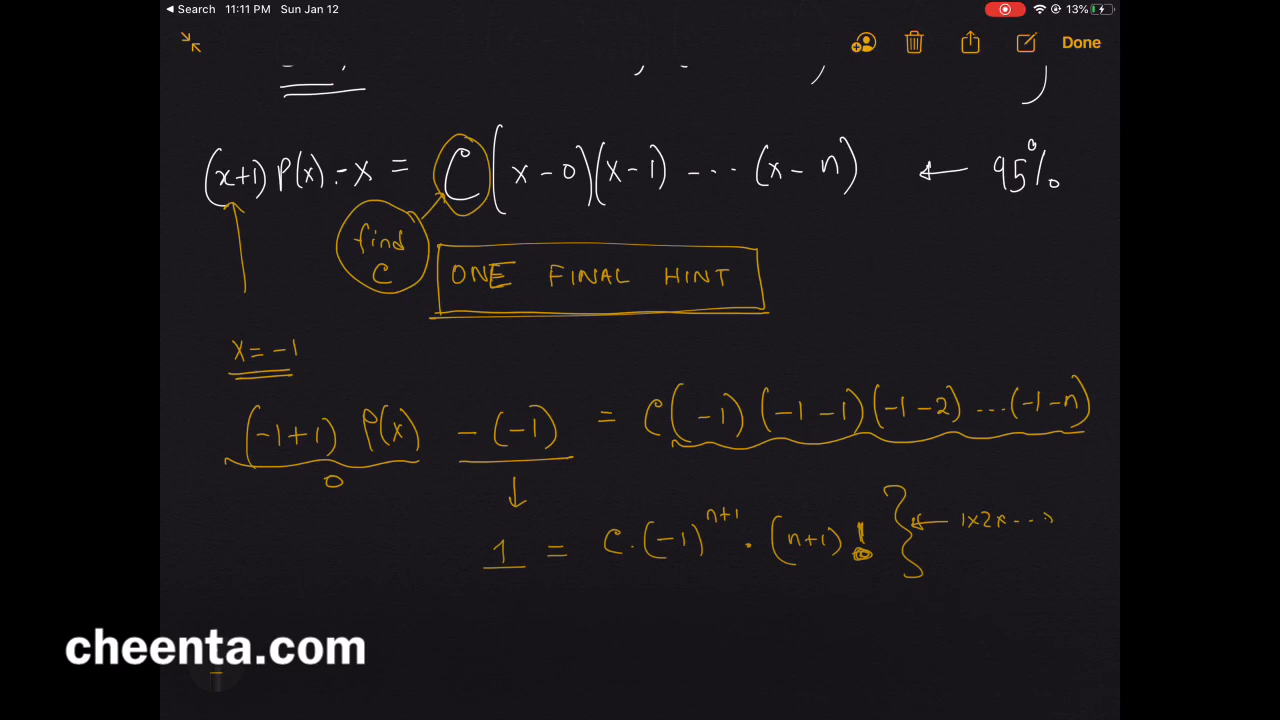 Search 11:11 PM Sun Jan 12 13%
Done
(x+1) P(x) - x = C (x-0)(x-1) ... (x-n) ← 95%
find
C
ONE FINAL HINT
x = -1
(-1+1) P(x) - (-1) = C (-1) (-1-1) (-1-2) ... (-1-n)
0
1 = C · (-1)^{n+1} · (n+1)! } ← 1x2x...
cheenta.com